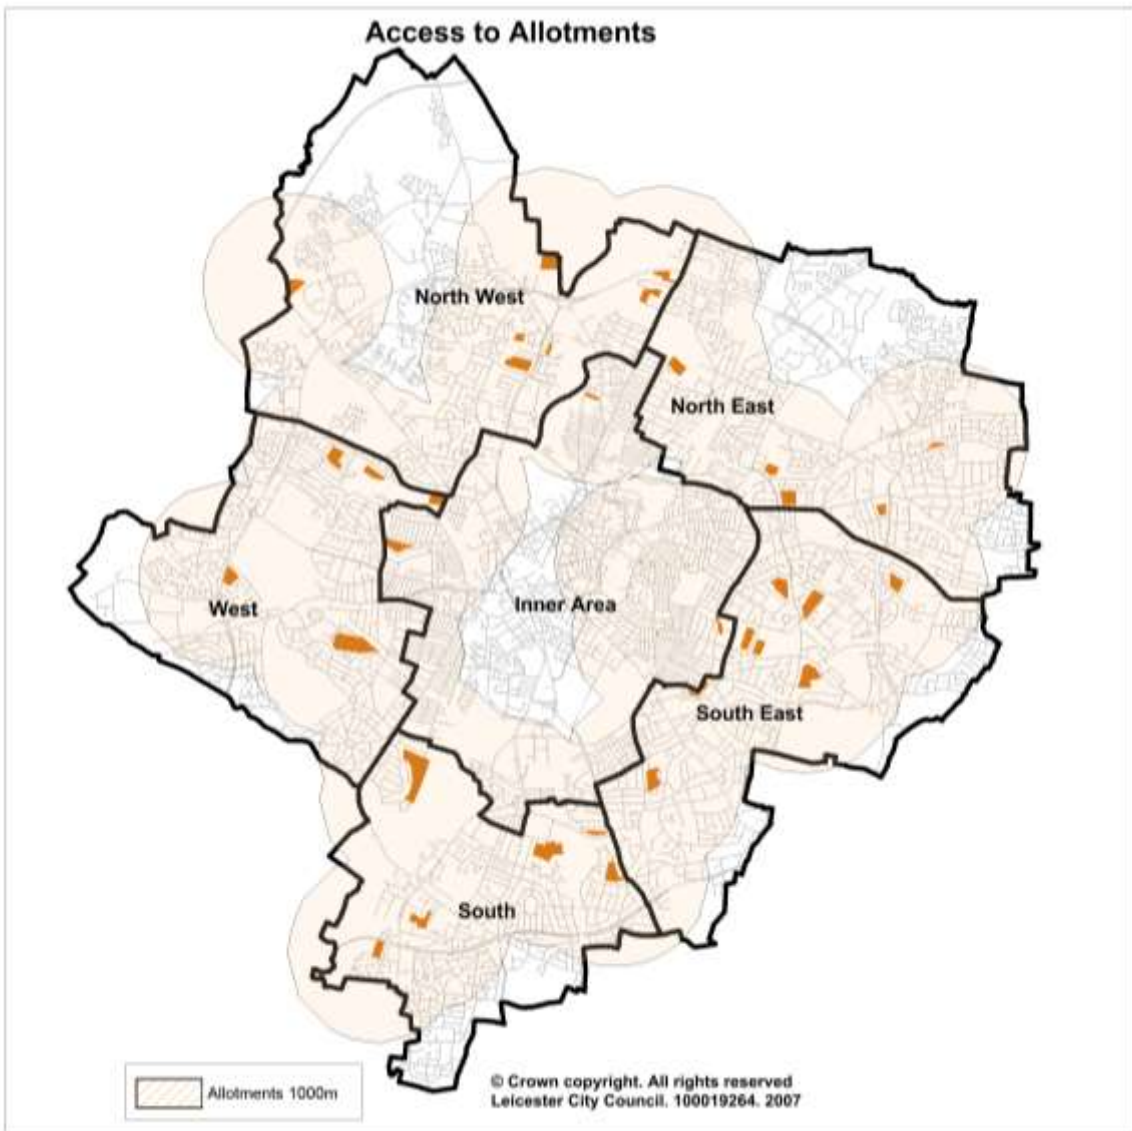 Access to Allotments
North West
North East
Inner Area
West
South East
South
Allotments 1000m
© Crown copyright. All rights reserved
Leicester City Council. 100019264. 2007